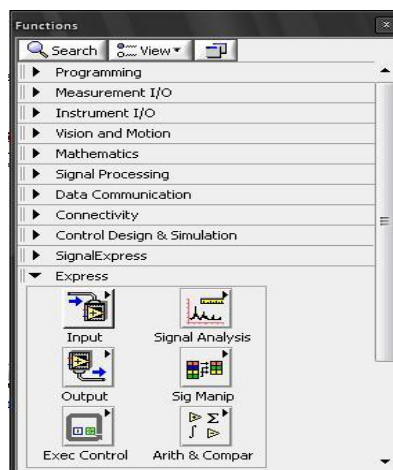 Functions
Search View
Programming
Measurement I/O
Instrument I/O
Vision and Motion
Mathematics
Signal Processing
Data Communication
Connectivity
Control Design & Simulation
SignalExpress
Express
Input Signal Analysis
Output Sig Manip
Exec Control Arith & Compar